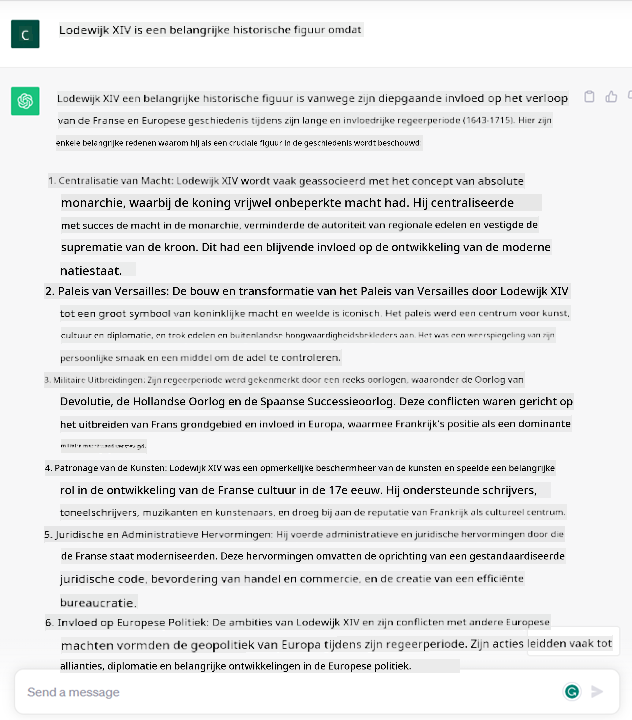 C
Lodewijk XIV is een belangrijke historische figuur omdat
Lodewijk XIV een belangrijke historische figuur is vanwege zijn diepgaande invloed op het verloop
van de Franse en Europese geschiedenis tijdens zijn lange en invloedrijke regeerperiode (1643-1715). Hier zijn
enkele belangrijke redenen waarom hij als een cruciale figuur in de geschiedenis wordt beschouwd:
1. Centralisatie van Macht: Lodewijk XIV wordt vaak geassocieerd met het concept van absolute
monarchie, waarbij de koning vrijwel onbeperkte macht had. Hij centraliseerde
met succes de macht in de monarchie, verminderde de autoriteit van regionale edelen en vestigde de
suprematie van de kroon. Dit had een blijvende invloed op de ontwikkeling van de moderne
natiestaat.
2. Paleis van Versailles: De bouw en transformatie van het Paleis van Versailles door Lodewijk XIV
tot een groot symbool van koninklijke macht en weelde is iconisch. Het paleis werd een centrum voor kunst,
cultuur en diplomatie, en trok edelen en buitenlandse hoogwaardigheidsbekleders aan. Het was een weerspiegeling van zijn
persoonlijke smaak en een middel om de adel te controleren.
3. Militaire Uitbreidingen: Zijn regeerperiode werd gekenmerkt door een reeks oorlogen, waaronder de Oorlog van
Devolutie, de Hollandse Oorlog en de Spaanse Successieoorlog. Deze conflicten waren gericht op
het uitbreiden van Frans grondgebied en invloed in Europa, waarmee Frankrijk's positie als een dominante
4. Patronage van de Kunsten: Lodewijk XIV was een opmerkelijke beschermheer van de kunsten en speelde een belangrijke
rol in de ontwikkeling van de Franse cultuur in de 17e eeuw. Hij ondersteunde schrijvers,
toneelschrijvers, muzikanten en kunstenaars, en droeg bij aan de reputatie van Frankrijk als cultureel centrum.
5. Juridische en Administratieve Hervormingen: Hij voerde administratieve en juridische hervormingen door die
de Franse staat moderniseerden. Deze hervormingen omvatten de oprichting van een gestandaardiseerde
juridische code, bevordering van handel en commercie, en de creatie van een efficiënte
bureaucratie.
6. Invloed op Europese Politiek: De ambities van Lodewijk XIV en zijn conflicten met andere Europese
machten vormden de geopolitiek van Europa tijdens zijn regeerperiode. Zijn acties leidden vaak tot
allianties, diplomatie en belangrijke ontwikkelingen in de Europese politiek.
Send a message